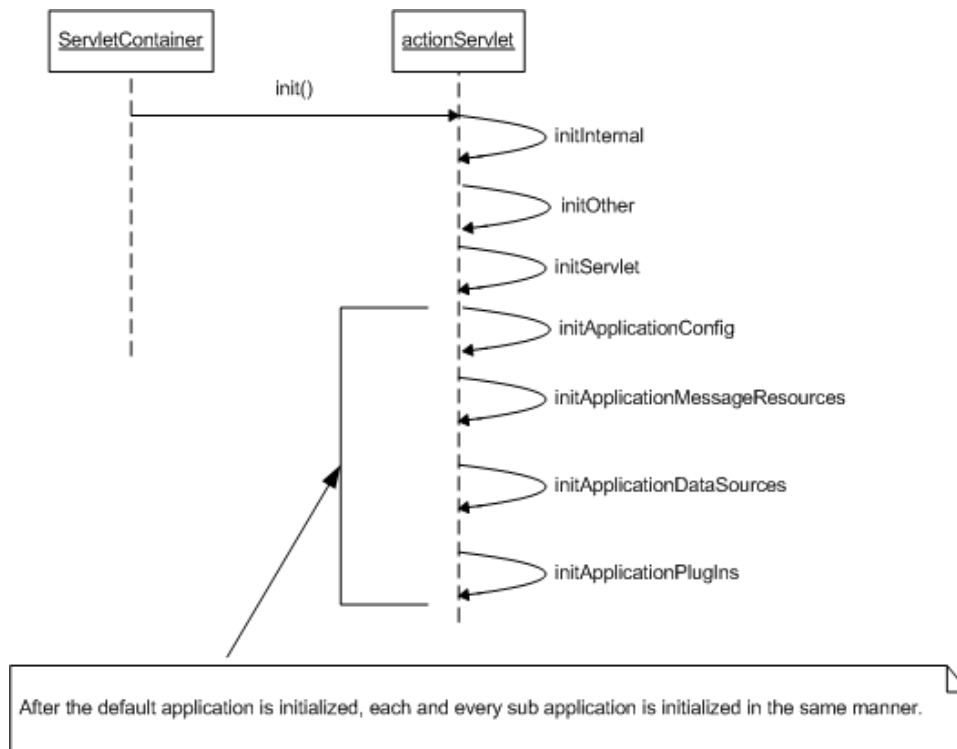 ServletContainer
actionServlet
init()
initInternal
initOther
initServlet
initApplicationConfig
initApplicationMessageResources
initApplicationDataSources
initApplicationPlugIns
After the default application is initialized, each and every sub application is initialized in the same manner.